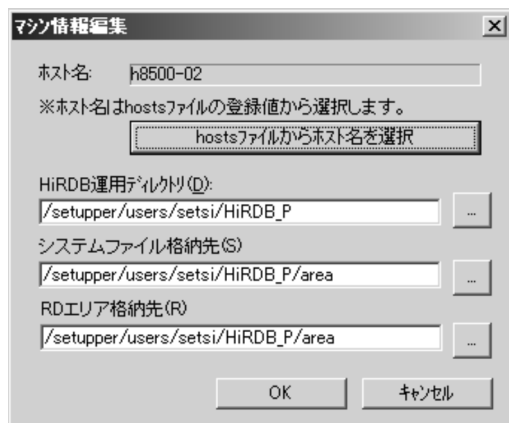 マシン情報編集
ホスト名: h8500-02
※ホスト名はhostsファイルの登録値から選択します。
hostsファイルからホスト名を選択
HiRDB運用ディレクトリ(D):
/setupper/users/setsi/HiRDB_P
...
システムファイル格納先(S)
/setupper/users/setsi/HiRDB_P/area
...
RDエリア格納先(R)
/setupper/users/setsi/HiRDB_P/area
...
OK キャンセル